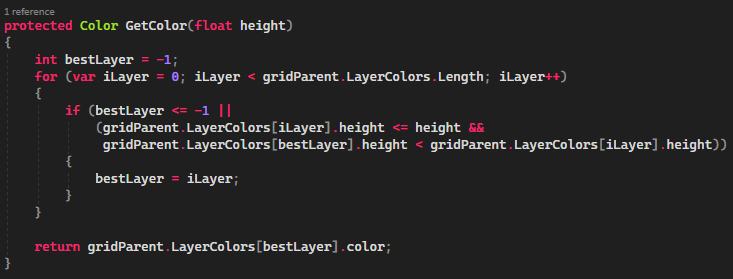 1 reference
protected Color GetColor(float height)
{
    int bestLayer = -1;
    for (var iLayer = 0; iLayer < gridParent.LayerColors.Length; iLayer++)
    {
        if (bestLayer <= -1 ||
            (gridParent.LayerColors[iLayer].height <= height &&
             gridParent.LayerColors[bestLayer].height < gridParent.LayerColors[iLayer].height))
        {
            bestLayer = iLayer;
        }
    }
    return gridParent.LayerColors[bestLayer].color;
}